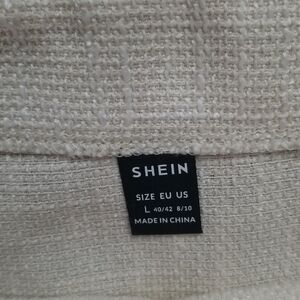 SHEIN
SIZE EU US
L 40/42 8/10
MADE IN CHINA